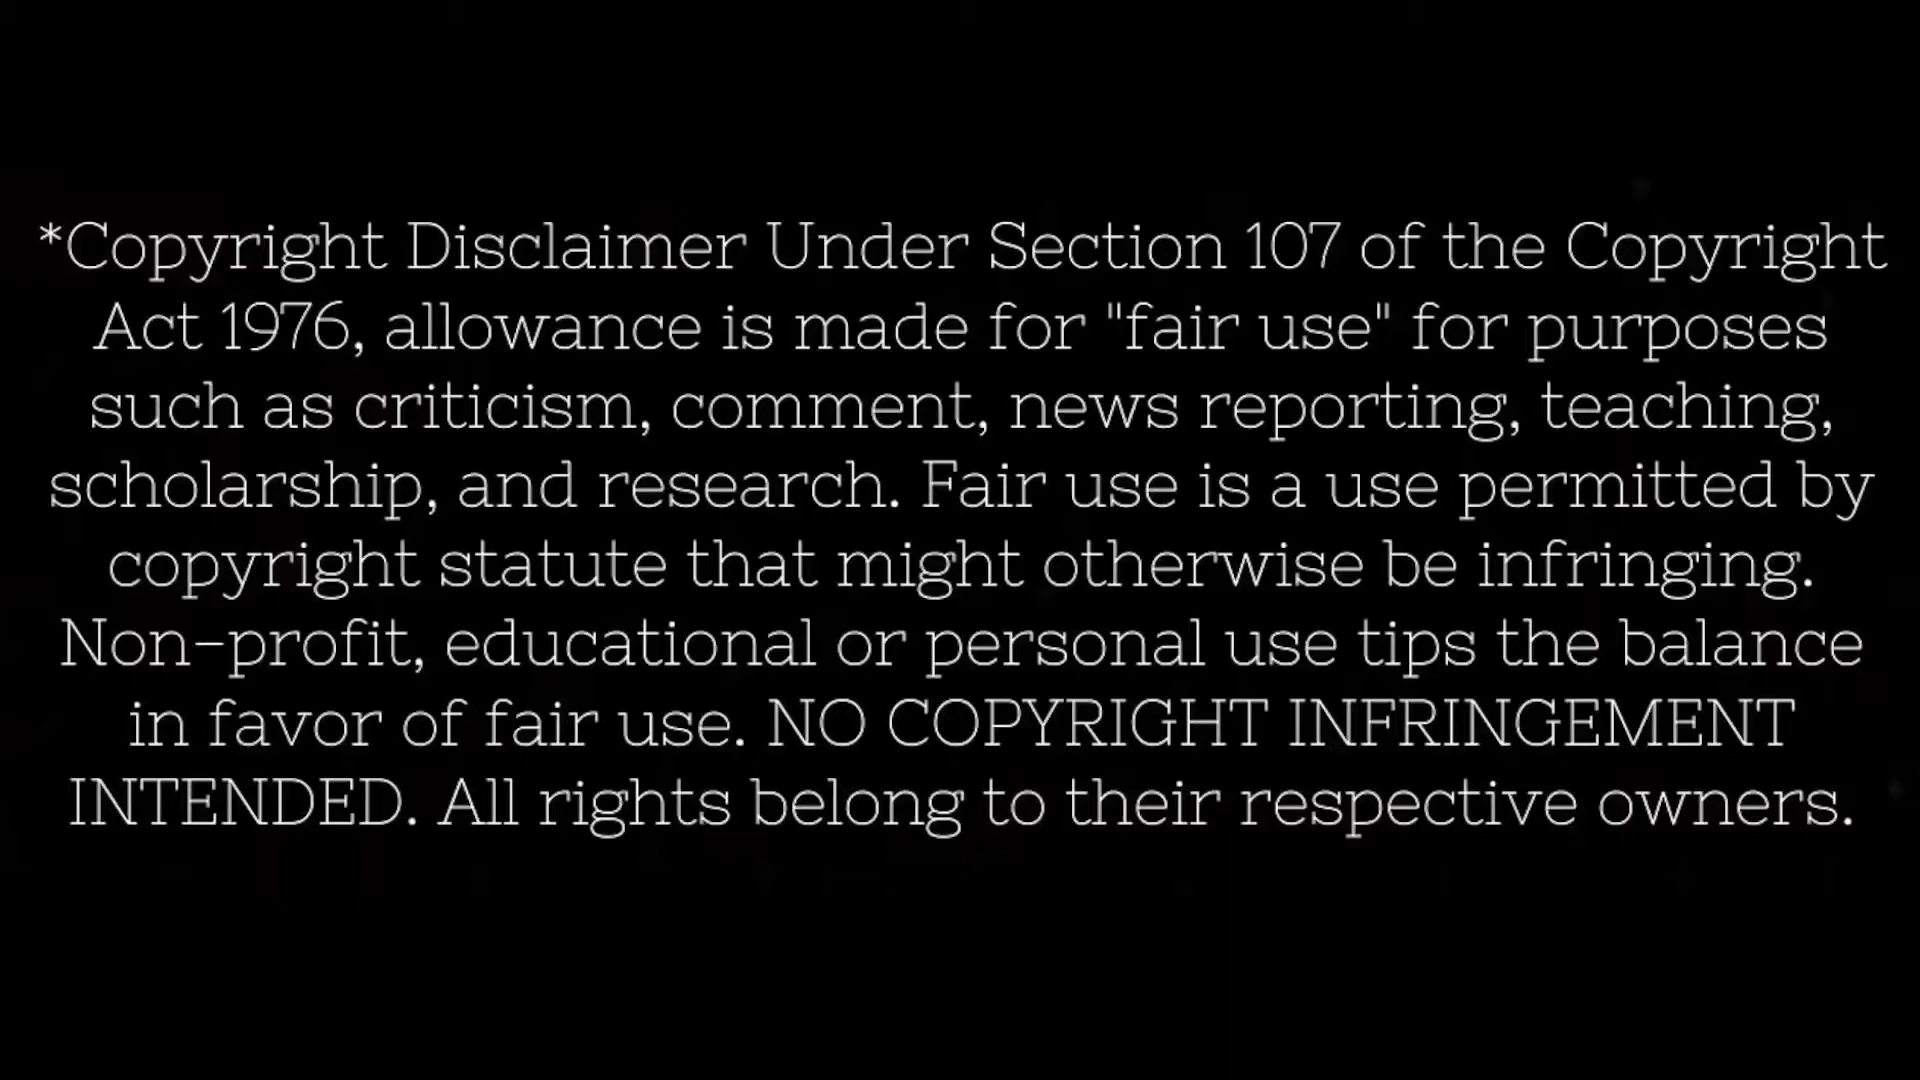 *Copyright Disclaimer Under Section 107 of the Copyright
Act 1976, allowance is made for "fair use" for purposes
such as criticism, comment, news reporting, teaching,
scholarship, and research. Fair use is a use permitted by
copyright statute that might otherwise be infringing.
Non-profit, educational or personal use tips the balance
in favor of fair use. NO COPYRIGHT INFRINGEMENT
INTENDED. All rights belong to their respective owners.